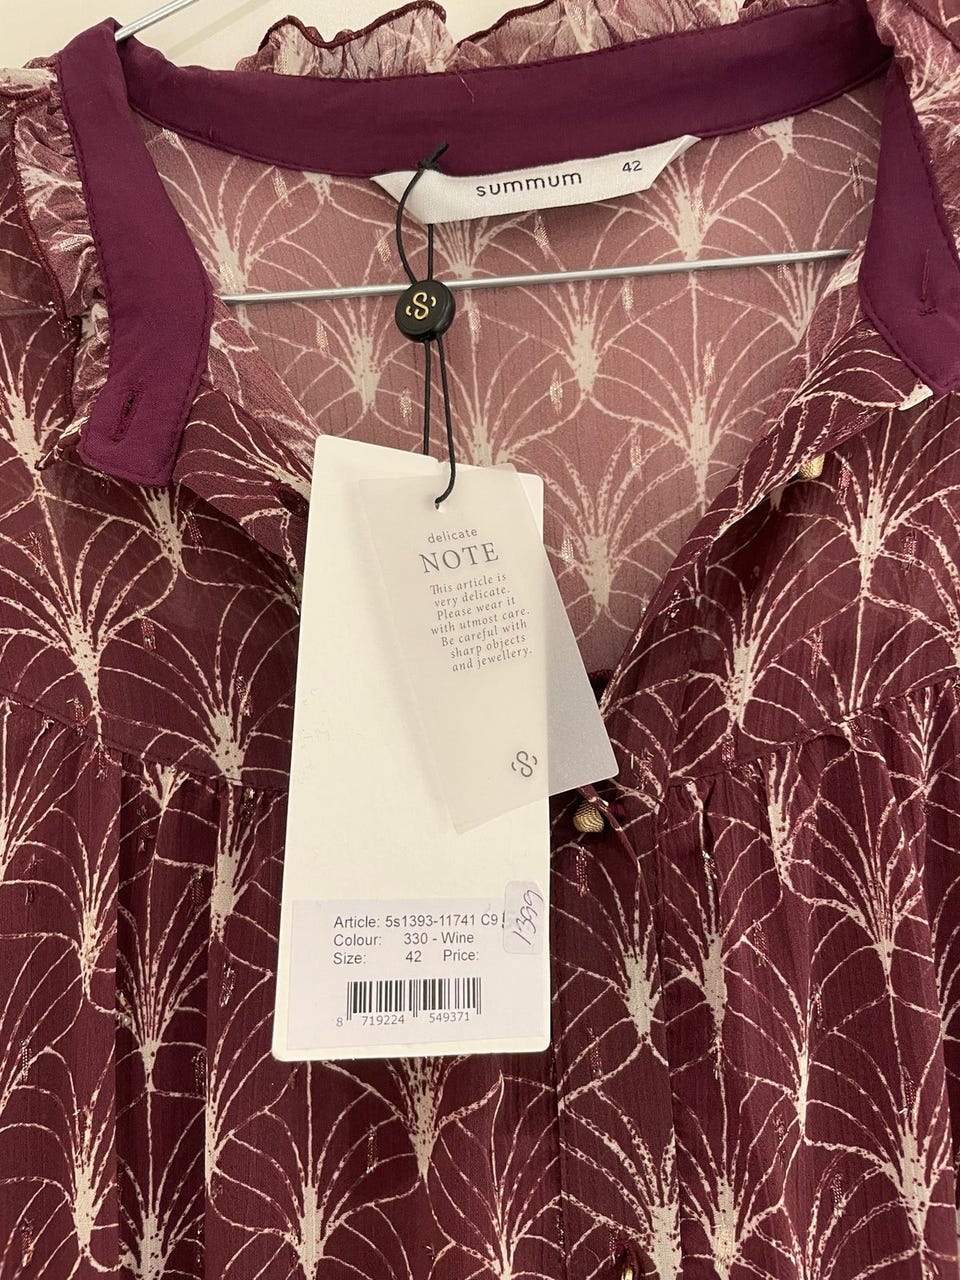 summum 42
S
delicate
NOTE
This article is
very delicate.
Please wear it
with utmost care.
Be careful with
sharp objects
and jewellery.
S
Article: 5s1393-11741 C9
Colour: 330 - Wine
Size: 42 Price:
1399
8 719224 549371